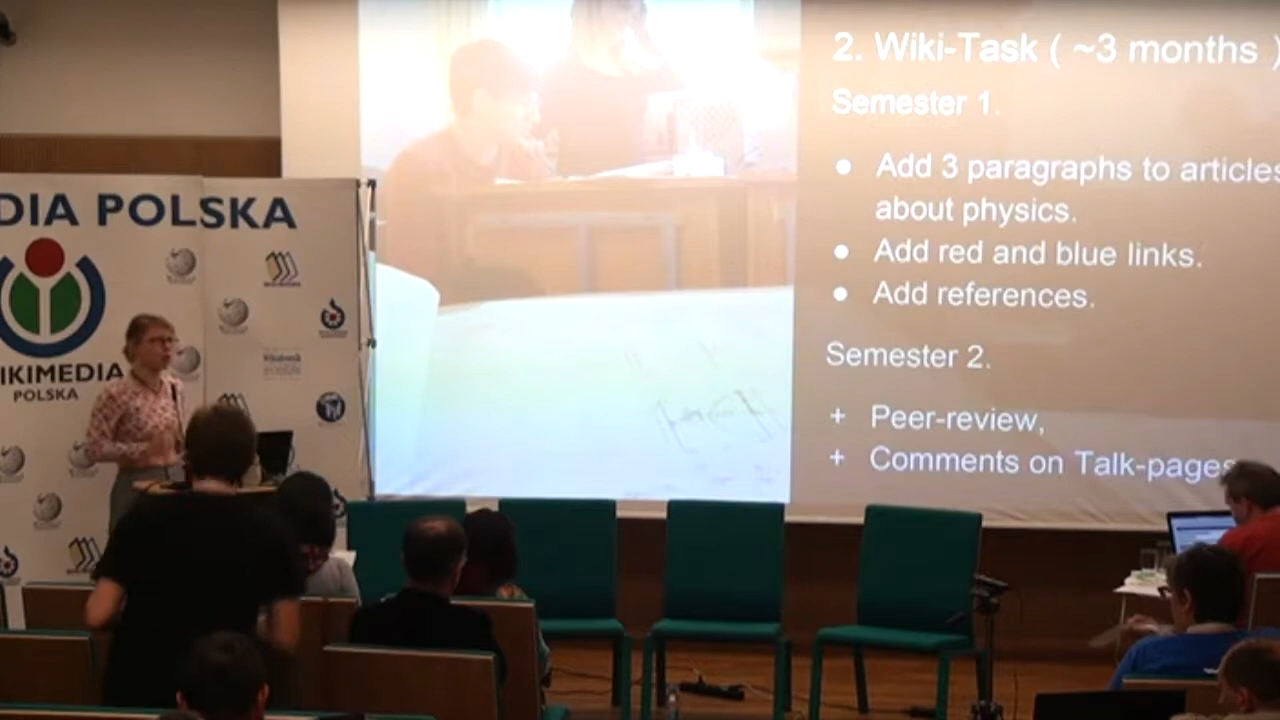 DIA POLSKA
IKIMEDIA
POLSKA
2. Wiki-Task ( ~3 months )
Semester 1.
● Add 3 paragraphs to articles
about physics.
● Add red and blue links.
● Add references.
Semester 2.
+ Peer-review,
+ Comments on Talk-pages